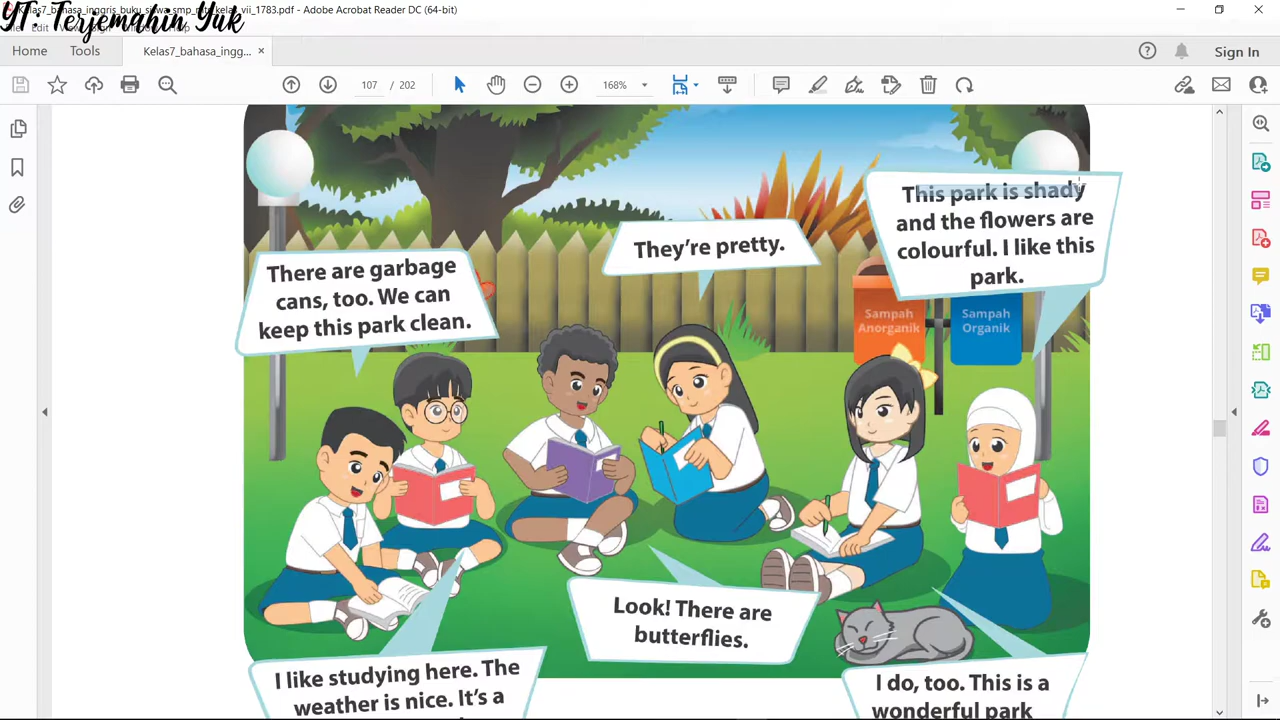 Kelas7_bahasa_inggris_buku_siswa_smp_mts_kelas_vii_1783.pdf - Adobe Acrobat Reader DC (64-bit)
YT: Terjemahin Yuk
Home Tools Kelas7_bahasa_ingg... × Sign In
107 / 202 168%
This park is shady
and the flowers are
colourful. I like this
park.
They're pretty.
There are garbage
cans, too. We can
keep this park clean.
Sampah
Anorganik
Sampah
Organik
Look! There are
butterflies.
I like studying here. The
weather is nice. It's a
I do, too. This is a
wonderful park